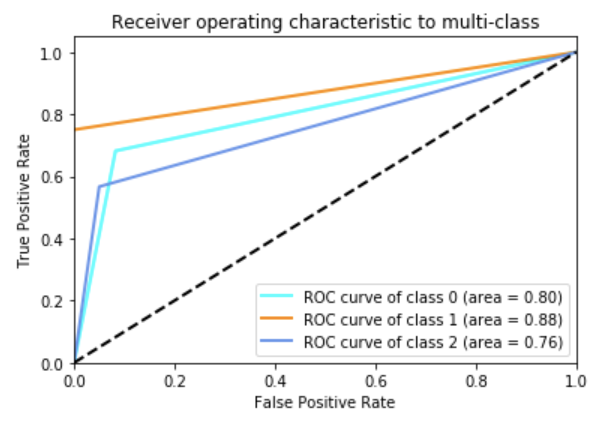 Receiver operating characteristic to multi-class
1.0
0.8
0.6
0.4
0.2
0.0
True Positive Rate
ROC curve of class 0 (area = 0.80)
ROC curve of class 1 (area = 0.88)
ROC curve of class 2 (area = 0.76)
0.0 0.2 0.4 0.6 0.8 1.0
False Positive Rate